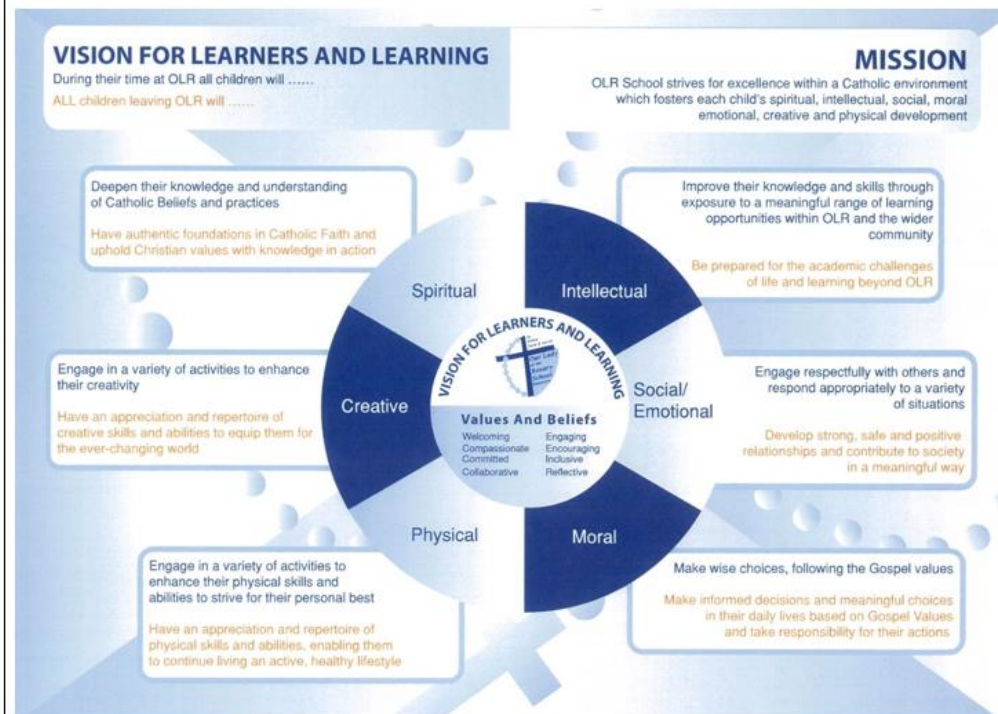 VISION FOR LEARNERS AND LEARNING
During their time at OLR all children will ......
ALL children leaving OLR will ......
MISSION
OLR School strives for excellence within a Catholic environment
which fosters each child's spiritual, intellectual, social, moral
emotional, creative and physical development
Deepen their knowledge and understanding
of Catholic Beliefs and practices
Have authentic foundations in Catholic Faith and
uphold Christian values with knowledge in action
Improve their knowledge and skills through
exposure to a meaningful range of learning
opportunities within OLR and the wider
community
Be prepared for the academic challenges
of life and learning beyond OLR
Spiritual
Intellectual
Engage in a variety of activities to enhance
their creativity
Have an appreciation and repertoire of
creative skills and abilities to equip them for
the ever-changing world
Creative
VISION FOR LEARNERS AND LEARNING
Our Lady
of the
Rosary
School
Values And Beliefs
Welcoming Engaging
Compassionate Encouraging
Committed Inclusive
Collaborative Reflective
Social/
Emotional
Engage respectfully with others and
respond appropriately to a variety
of situations
Develop strong, safe and positive
relationships and contribute to society
in a meaningful way
Physical
Moral
Engage in a variety of activities to
enhance their physical skills and
abilities to strive for their personal best
Have an appreciation and repertoire of
physical skills and abilities, enabling them
to continue living an active, healthy lifestyle
Make wise choices, following the Gospel values
Make informed decisions and meaningful choices
in their daily lives based on Gospel Values
and take responsibility for their actions